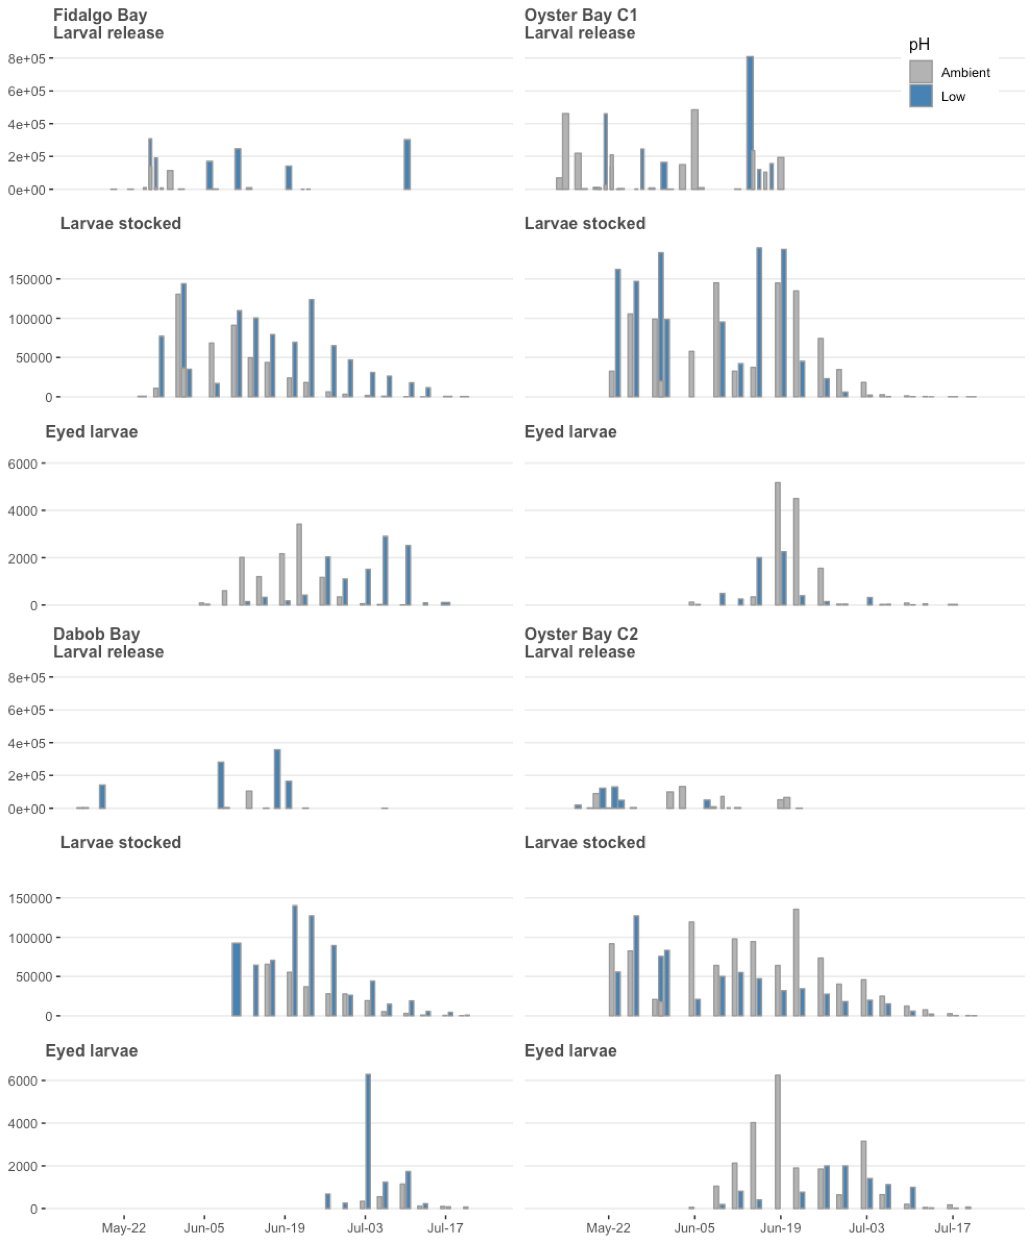 Fidalgo Bay
Larval release
Oyster Bay C1
Larval release
pH
Ambient
Low
8e+05
6e+05
4e+05
2e+05
0e+00
Larvae stocked
Larvae stocked
150000
100000
50000
0
Eyed larvae
Eyed larvae
6000
4000
2000
0
Dabob Bay
Larval release
Oyster Bay C2
Larval release
8e+05
6e+05
4e+05
2e+05
0e+00
Larvae stocked
Larvae stocked
150000
100000
50000
0
Eyed larvae
Eyed larvae
6000
4000
2000
0
May-22 Jun-05 Jun-19 Jul-03 Jul-17
May-22 Jun-05 Jun-19 Jul-03 Jul-17